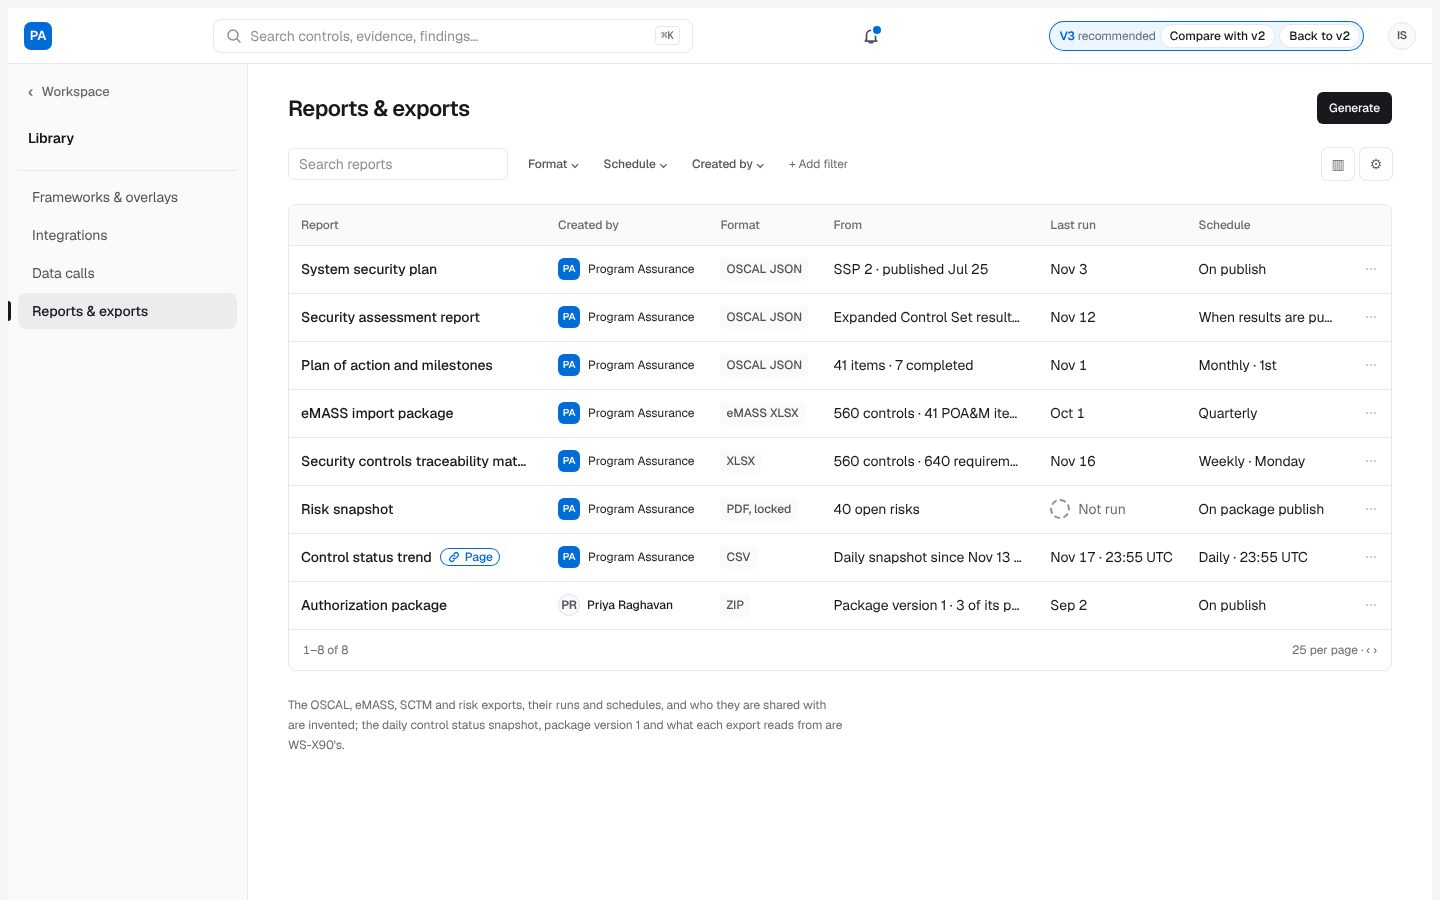 PA
Search controls, evidence, findings...
⌘K
V3 recommended Compare with v2 Back to v2
IS
‹ Workspace
Library
Frameworks & overlays
Integrations
Data calls
Reports & exports
Reports & exports
Generate
Search reports Format Schedule Created by + Add filter
Report Created by Format From Last run Schedule
System security plan PA Program Assurance OSCAL JSON SSP 2 · published Jul 25 Nov 3 On publish ...
Security assessment report PA Program Assurance OSCAL JSON Expanded Control Set result... Nov 12 When results are pu... ...
Plan of action and milestones PA Program Assurance OSCAL JSON 41 items · 7 completed Nov 1 Monthly · 1st ...
eMASS import package PA Program Assurance eMASS XLSX 560 controls · 41 POA&M ite... Oct 1 Quarterly ...
Security controls traceability mat... PA Program Assurance XLSX 560 controls · 640 requirem... Nov 16 Weekly · Monday ...
Risk snapshot PA Program Assurance PDF, locked 40 open risks Not run On package publish ...
Control status trend Page PA Program Assurance CSV Daily snapshot since Nov 13 ... Nov 17 · 23:55 UTC Daily · 23:55 UTC ...
Authorization package PR Priya Raghavan ZIP Package version 1 · 3 of its p... Sep 2 On publish ...
1–8 of 8 25 per page · ‹ ›
The OSCAL, eMASS, SCTM and risk exports, their runs and schedules, and who they are shared with
are invented; the daily control status snapshot, package version 1 and what each export reads from are
WS-X90's.